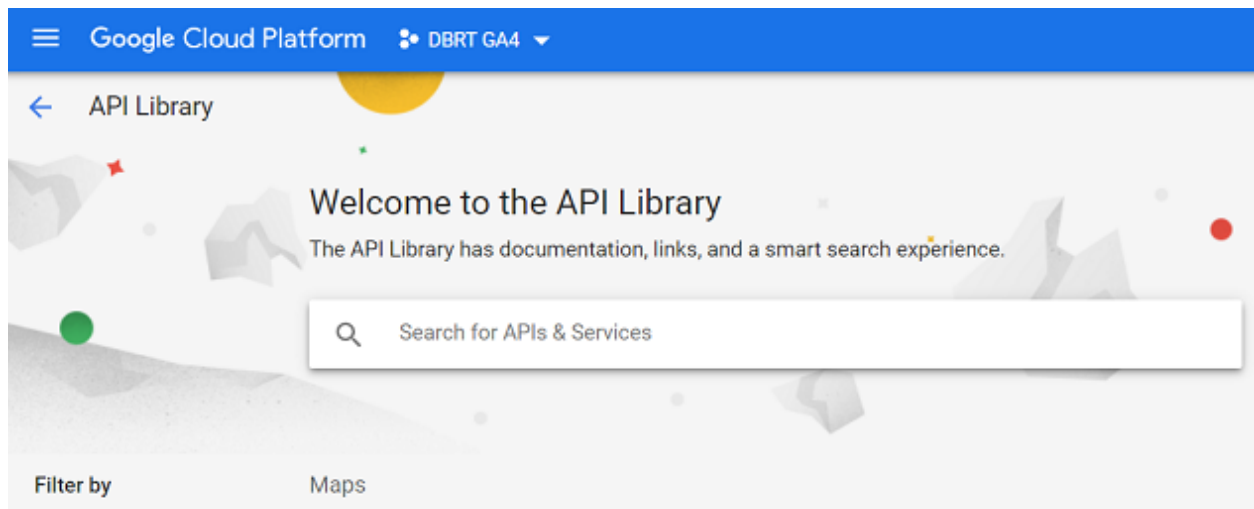 Google Cloud Platform DBRT GA4
API Library
Welcome to the API Library
The API Library has documentation, links, and a smart search experience.
Search for APIs & Services
Filter by Maps